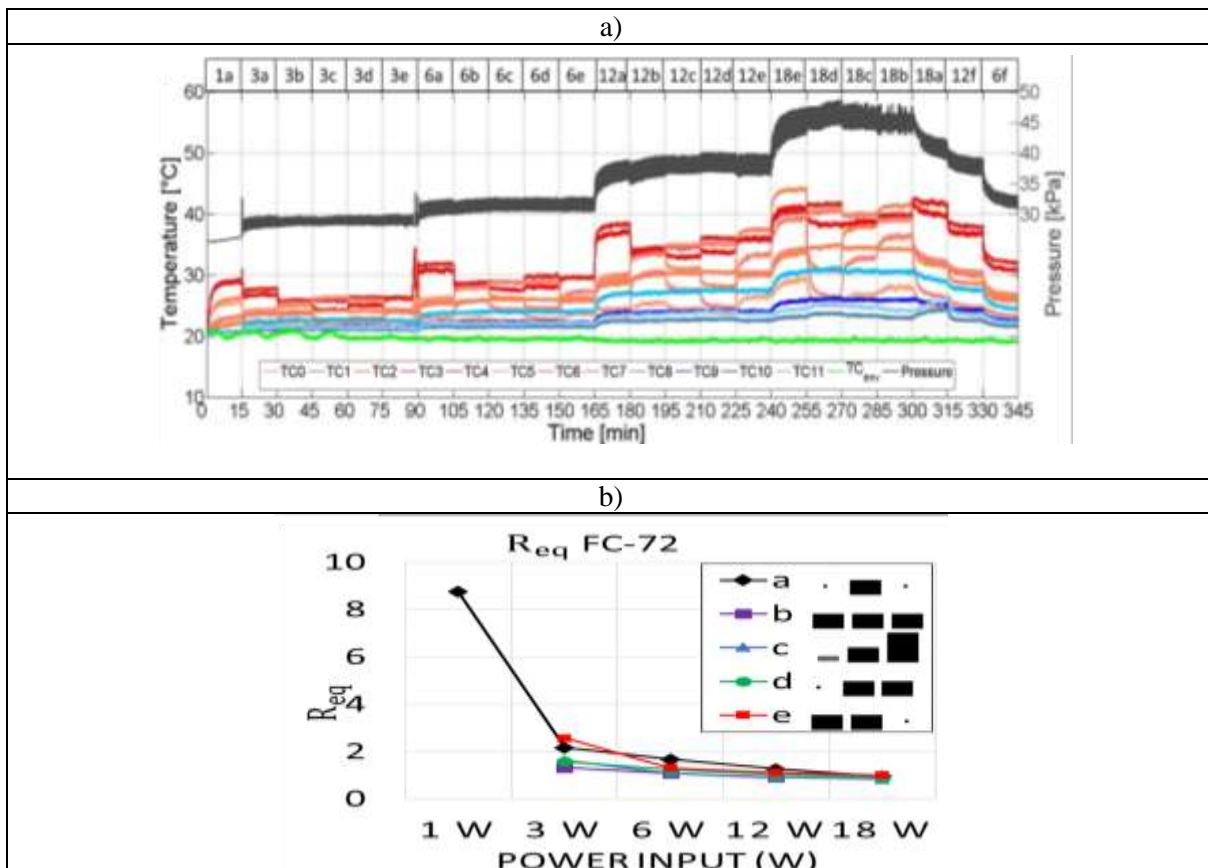 a)
1a 3a 3b 3c 3d 3e 6a 6b 6c 6d 6e 12a 12b 12c 12d 12e 18e 18d 18c 18b 18a 12f 6f
60 50
45
50 40
35
40 30
30
20
10
Temperature [°C]
Pressure [kPa]
TC0 TC1 TC2 TC3 TC4 TC5 TC6 TC7 TC8 TC9 TC10 TC11 TC env Pressure
0 15 30 45 60 75 90 105 120 135 150 165 180 195 210 225 240 255 270 285 300 315 330 345
Time [min]
b)
R eq FC-72
10
8
6
4
2
0
R eq
a
b
c
d
e
1 W 3 W 6 W 12 W 18 W
POWER INPUT (W)